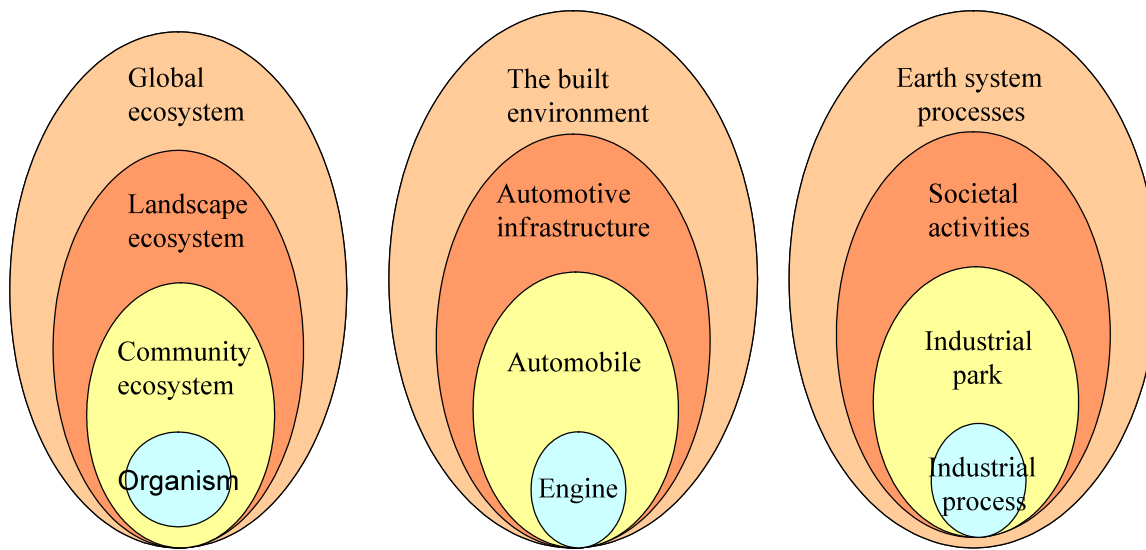 Global
ecosystem
Landscape
ecosystem
Community
ecosystem
Organism
The built
environment
Automotive
infrastructure
Automobile
Engine
Earth system
processes
Societal
activities
Industrial
park
Industrial
process